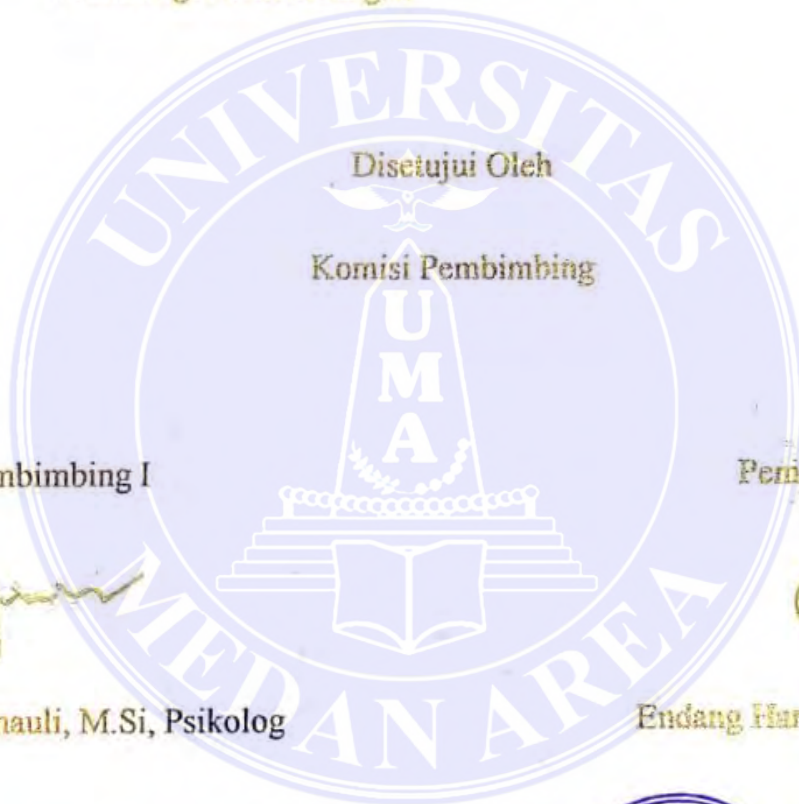 UNIVERSITAS
Disetujui Oleh
Komisi Pembimbing
UMA
mbimbing I
Pem
nauli, M.Si, Psikolog
Endang Har
MEDAN AREA